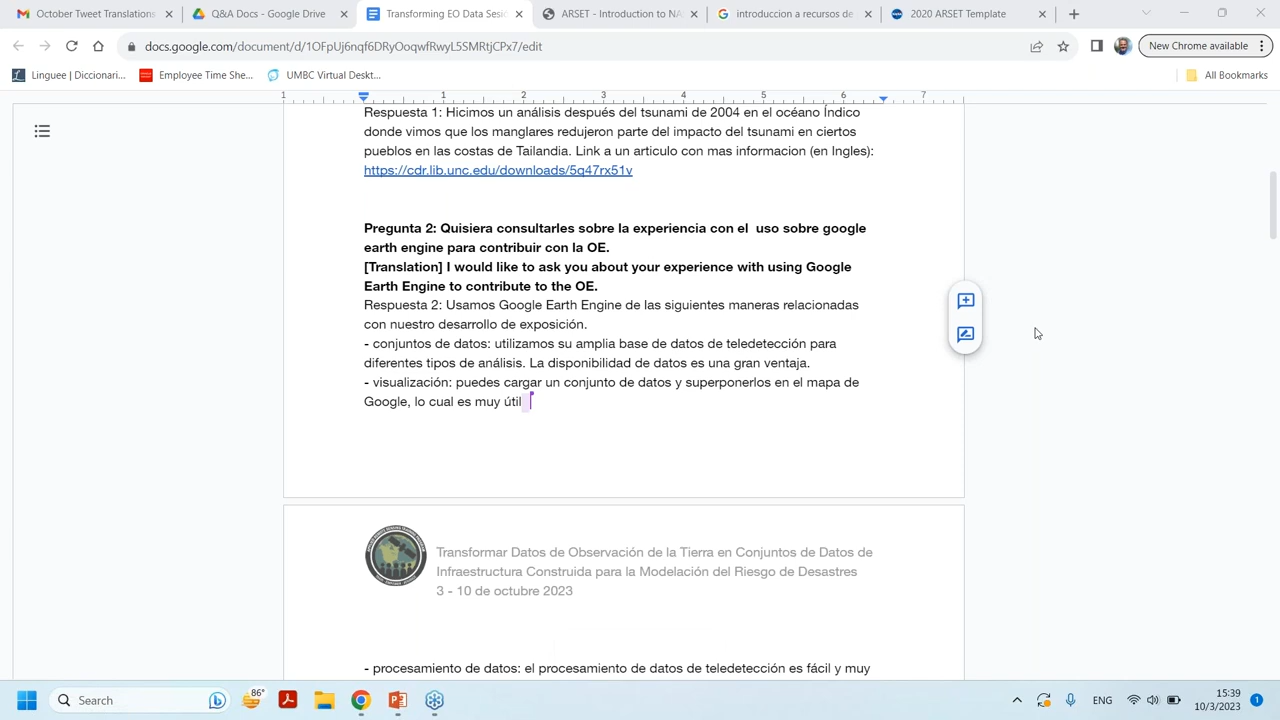 October Tweet Translations
Q&A Docs - Google Drive
Transforming EO Data Sesi
ARSET - Introduction to NA
introduccion a recursos de
2020 ARSET Template
docs.google.com/document/d/1OFpUj6nqf6DRyCoqwfRwyL5SMRtjCPx7/edit
New Chrome available
Linguee | Diccionari...
Employee Time She...
UMBC Virtual Deskt...
All Bookmarks
1 1 2 3 4 5 6 7
Respuesta 1: Hicimos un análisis después del tsunami de 2004 en el océano Índico
donde vimos que los manglares redujeron parte del impacto del tsunami en ciertos
pueblos en las costas de Tailandia. Link a un articulo con mas informacion (en Ingles):
https://cdr.lib.unc.edu/downloads/5q47rx51v
Pregunta 2: Quisiera consultarles sobre la experiencia con el uso sobre google
earth engine para contribuir con la OE.
[Translation] I would like to ask you about your experience with using Google
Earth Engine to contribute to the OE.
Respuesta 2: Usamos Google Earth Engine de las siguientes maneras relacionadas
con nuestro desarrollo de exposición.
- conjuntos de datos: utilizamos su amplia base de datos de teledetección para
diferentes tipos de análisis. La disponibilidad de datos es una gran ventaja.
- visualización: puedes cargar un conjunto de datos y superponerlos en el mapa de
Google, lo cual es muy útil
Transformar Datos de Observación de la Tierra en Conjuntos de Datos de
Infraestructura Construida para la Modelación del Riesgo de Desastres
3 - 10 de octubre 2023
- procesamiento de datos: el procesamiento de datos de teledetección es fácil y muy
Search
86°
ENG
15:39
10/3/2023
1